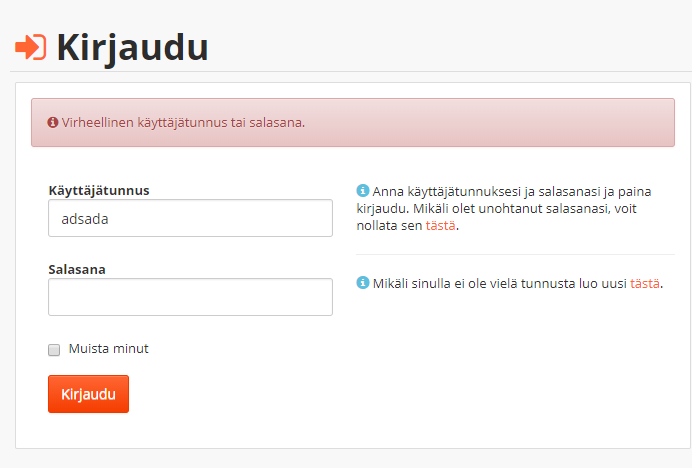 Kirjaudu
Virheellinen käyttäjätunnus tai salasana.
Käyttäjätunnus
adsada
Salasana
Muista minut
Kirjaudu
Anna käyttäjätunnuksesi ja salasanasi ja paina
kirjaudu. Mikäli olet unohtanut salasanasi, voit
nollata sen tästä.
Mikäli sinulla ei ole vielä tunnusta luo uusi tästä.